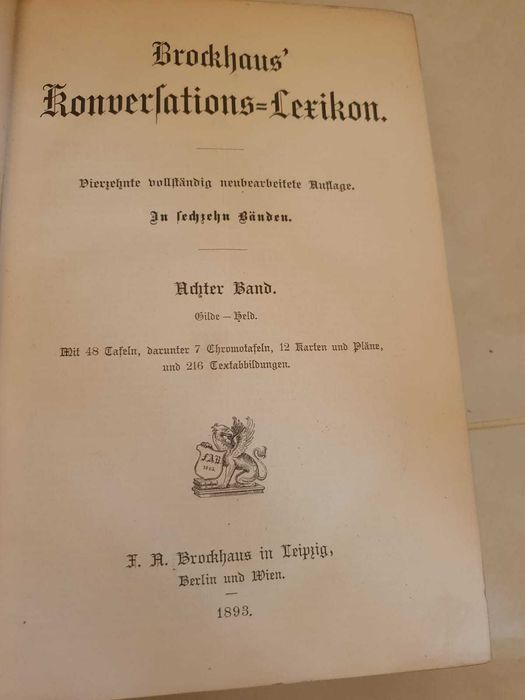 Brockhaus'
Konversations=Lexikon.
Vierzehnte vollständig neubearbeitete Auflage.
In sechzehn Bänden.
Achter Band.
Gilde — Held.
Mit 48 Tafeln, darunter 7 Chromotafeln, 12 Karten und Pläne,
und 216 Textabbildungen.
F. A. Brockhaus in Leipzig,
Berlin und Wien.
1893.